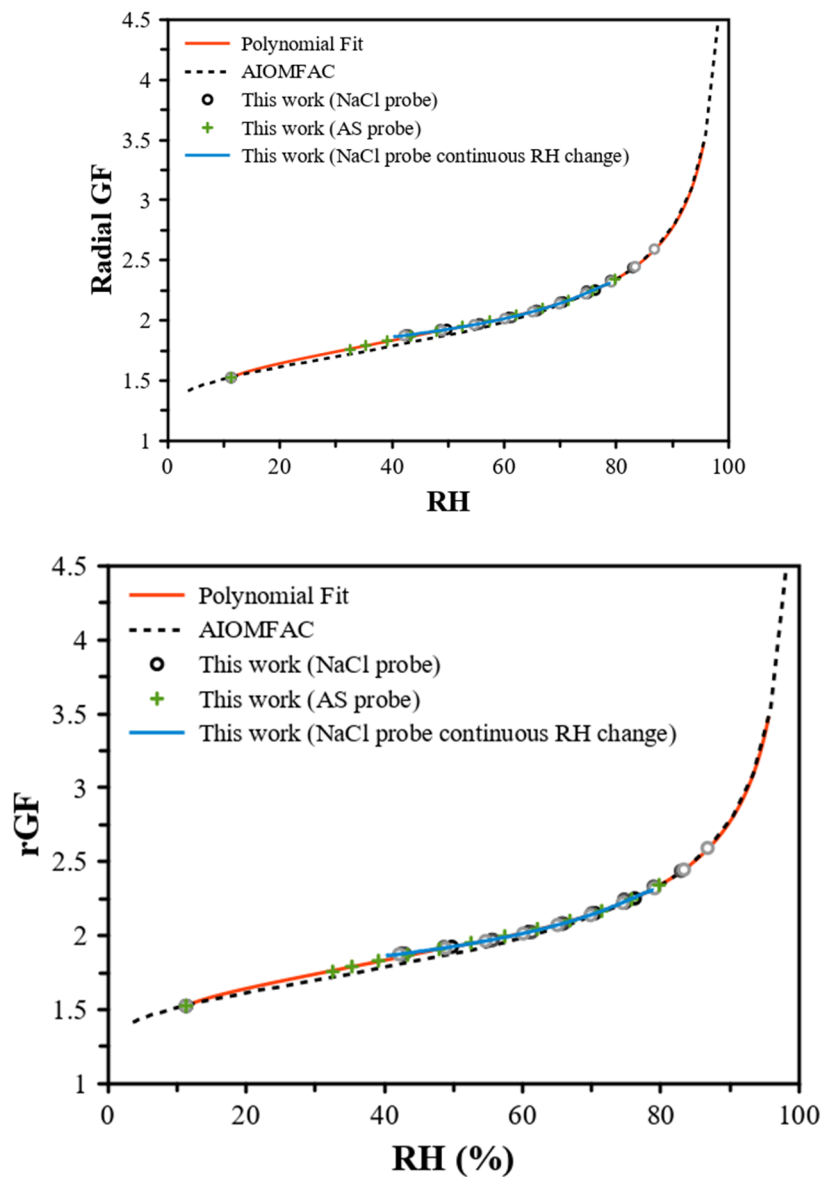 4.5
4
3.5
3
2.5
2
1.5
1
Radial GF
Polynomial Fit
AIOMFAC
This work (NaCl probe)
This work (AS probe)
This work (NaCl probe continuous RH change)
0 20 40 60 80 100
RH
4.5
4
3.5
3
2.5
2
1.5
1
rGF
Polynomial Fit
AIOMFAC
This work (NaCl probe)
This work (AS probe)
This work (NaCl probe continuous RH change)
0 20 40 60 80 100
RH (%)